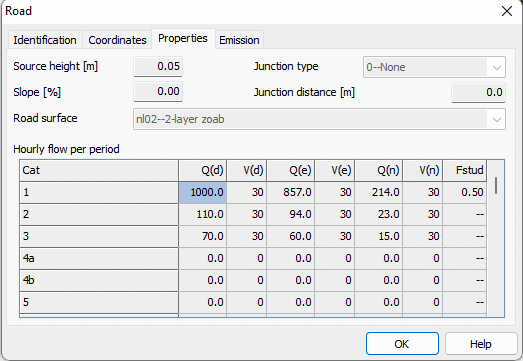 Road
Identification Coordinates Properties Emission
Source height [m] 0.05 Junction type 0--None
Slope [%] 0.00 Junction distance [m] 0.0
Road surface nl02--2-layer zoab
Hourly flow per period
Cat Q(d) V(d) Q(e) V(e) Q(n) V(n) Fstud
1 1000.0 30 857.0 30 214.0 30 0.50
2 110.0 30 94.0 30 23.0 30 --
3 70.0 30 60.0 30 15.0 30 --
4a 0.0 0 0.0 0 0.0 0 --
4b 0.0 0 0.0 0 0.0 0 --
5 0.0 0 0.0 0 0.0 0 --
OK Help